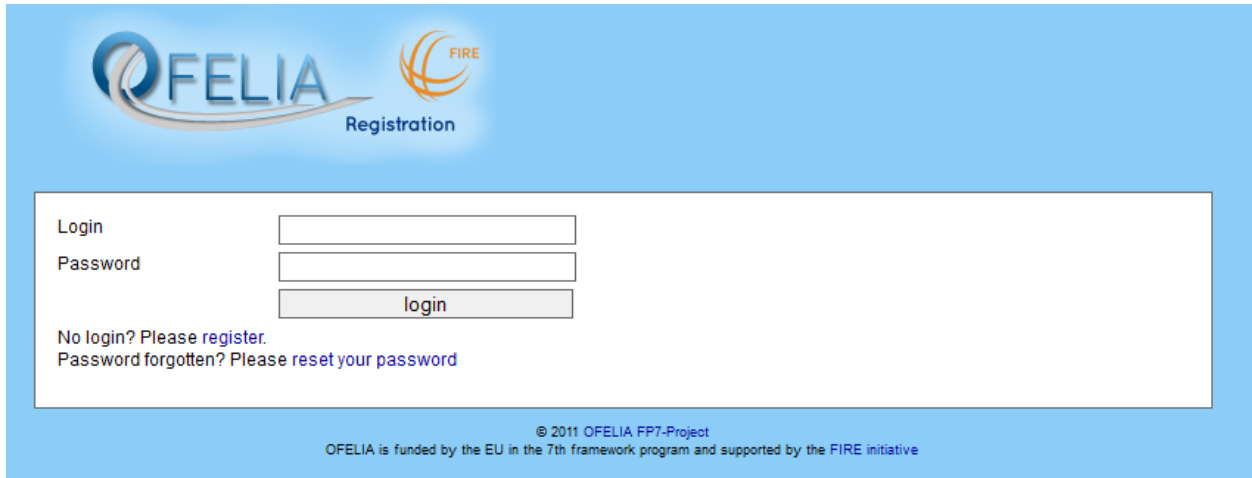 OFELIA
FIRE
Registration
Login
Password
login
No login? Please register.
Password forgotten? Please reset your password
© 2011 OFELIA FP7-Project
OFELIA is funded by the EU in the 7th framework program and supported by the FIRE initiative